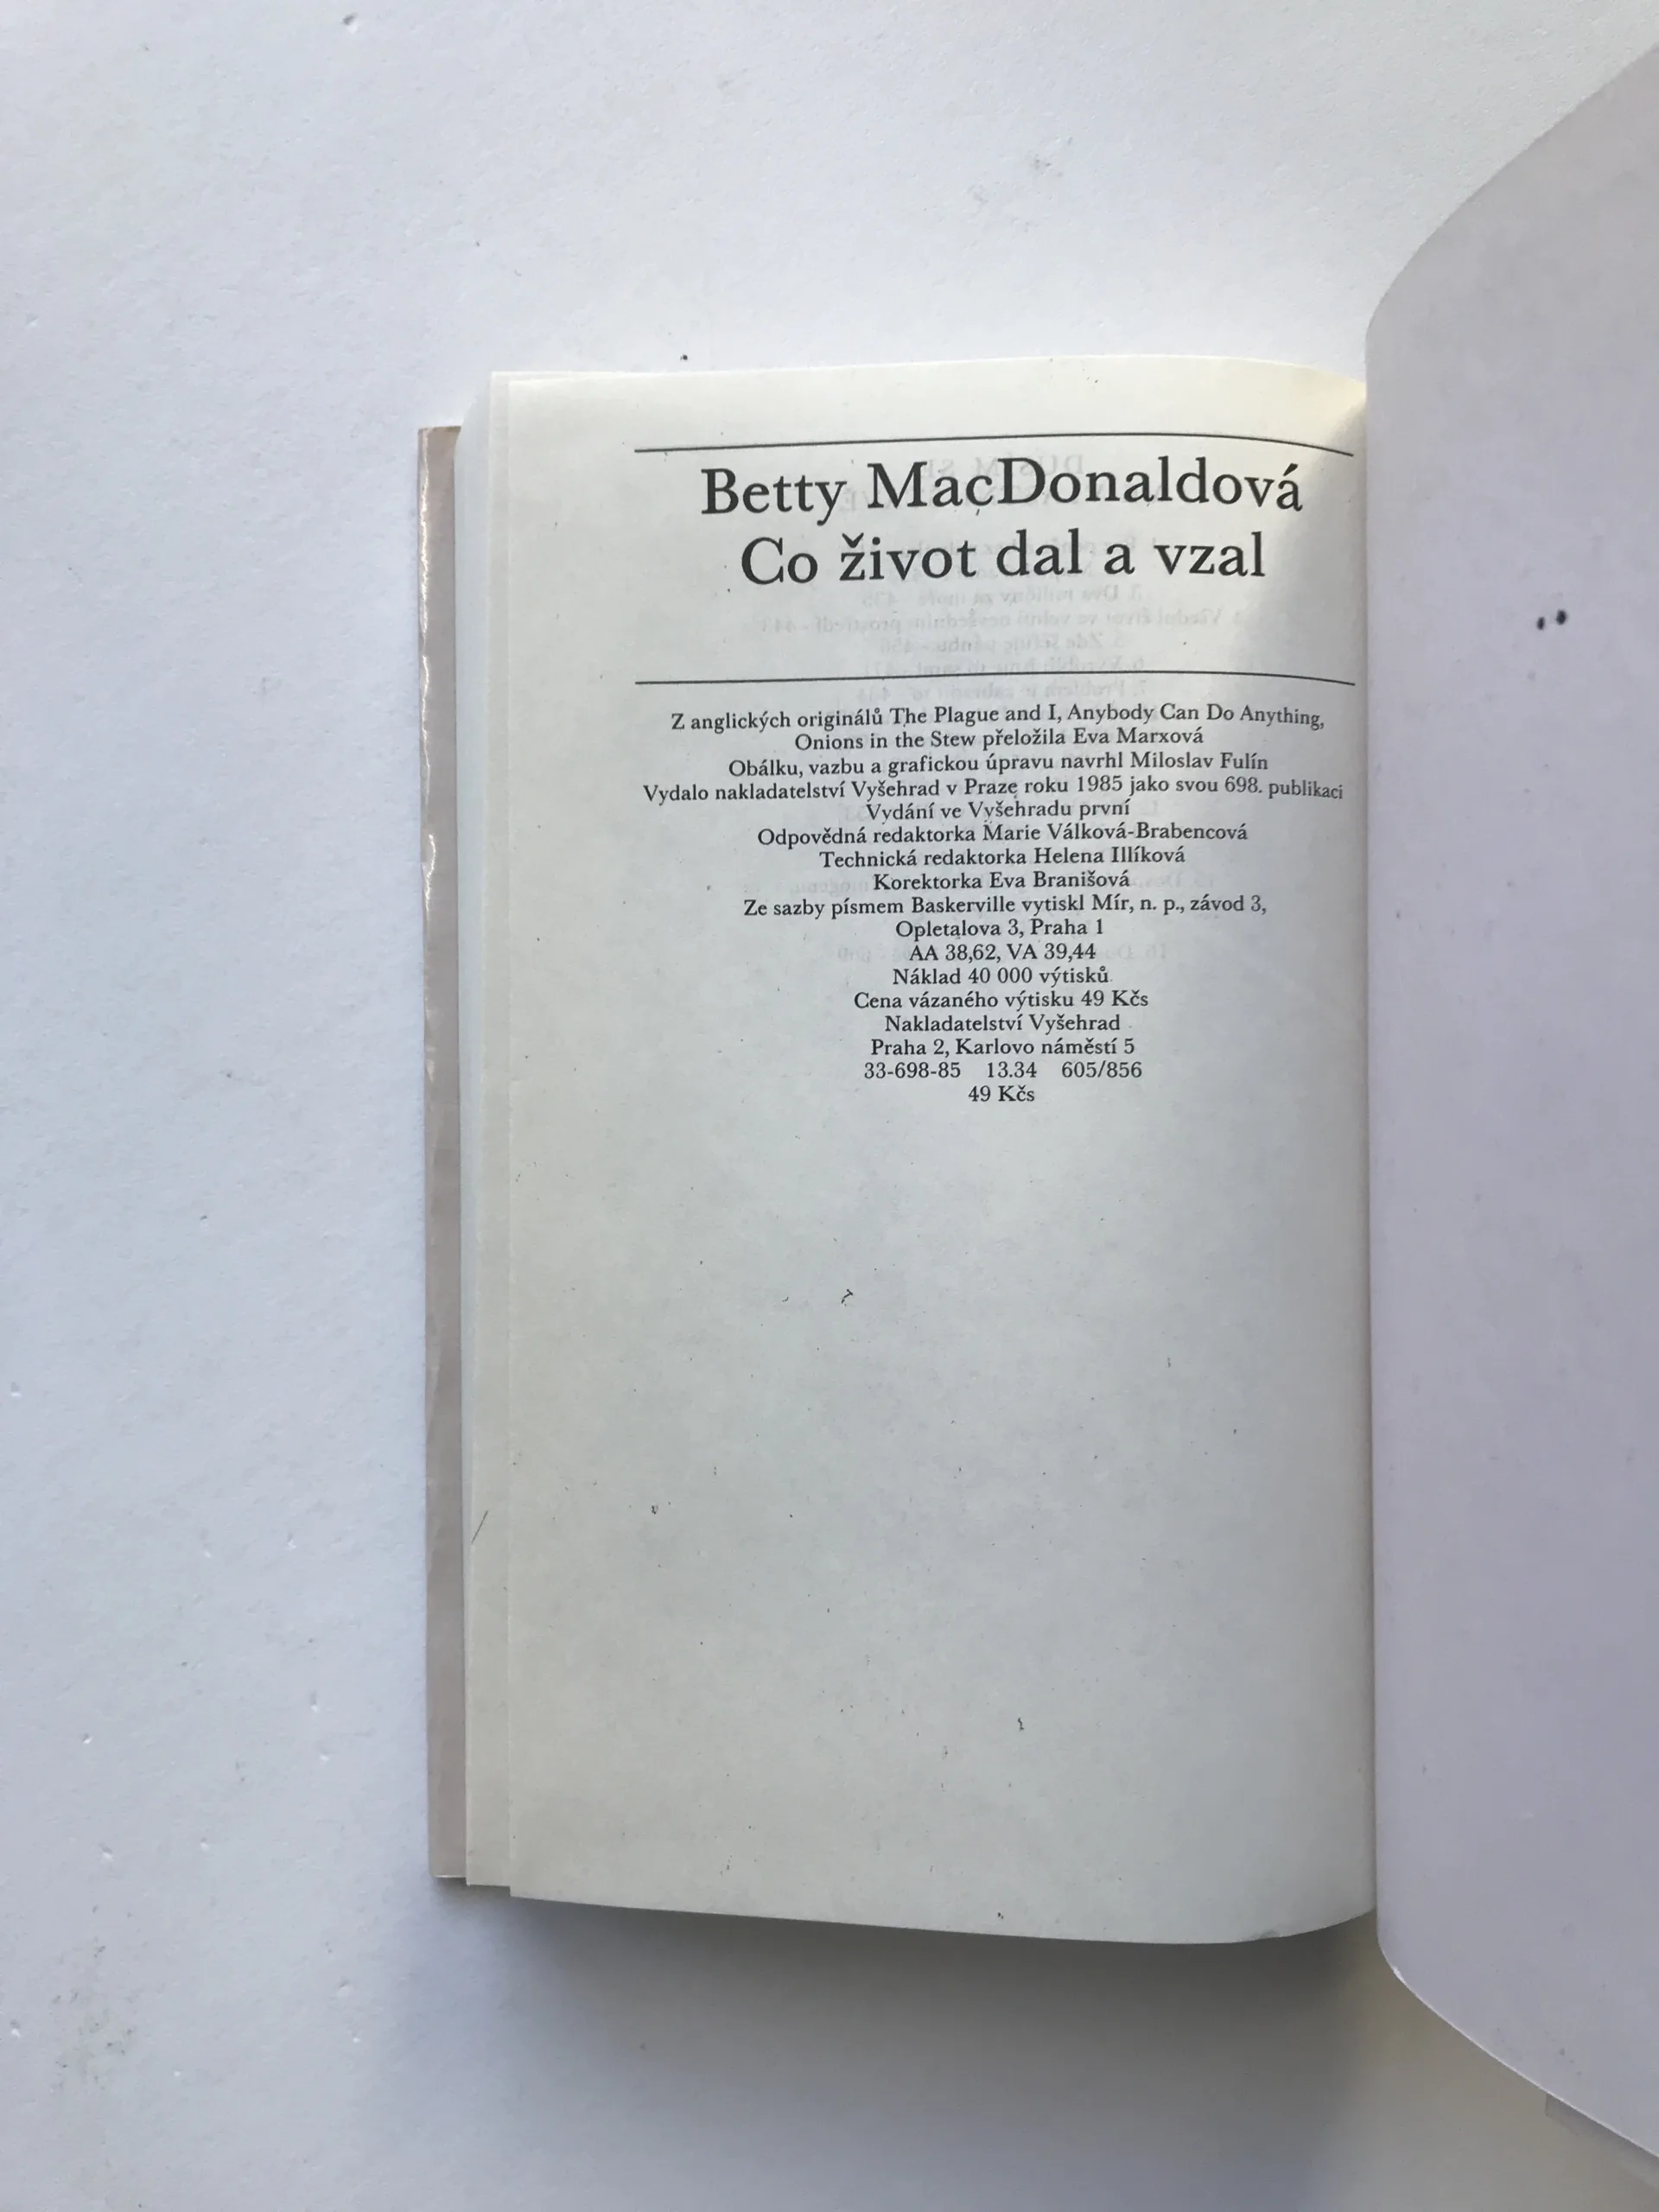 Betty MacDonaldová
Co život dal a vzal
Z anglických originálů The Plague and I, Anybody Can Do Anything,
Onions in the Stew přeložila Eva Marxová
Obálku, vazbu a grafickou úpravu navrhl Miloslav Fulín
Vydalo nakladatelství Vyšehrad v Praze roku 1985 jako svou 698. publikaci
Vydání ve Vyšehradu první
Odpovědná redaktorka Marie Válková-Brabencová
Technická redaktorka Helena Illíková
Korektorka Eva Branišová
Ze sazby písmem Baskerville vytiskl Mír, n. p., závod 3,
Opletalova 3, Praha 1
AA 38,62, VA 39,44
Náklad 40 000 výtisků
Cena vázaného výtisku 49 Kčs
Nakladatelství Vyšehrad
Praha 2, Karlovo náměstí 5
33-698-85 13.34 605/856
49 Kčs